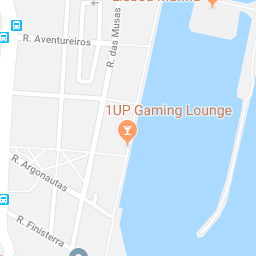 R. Aventureiros
R. das Musas
1UP Gaming Lounge
R. Argonautas
R. Finisterra